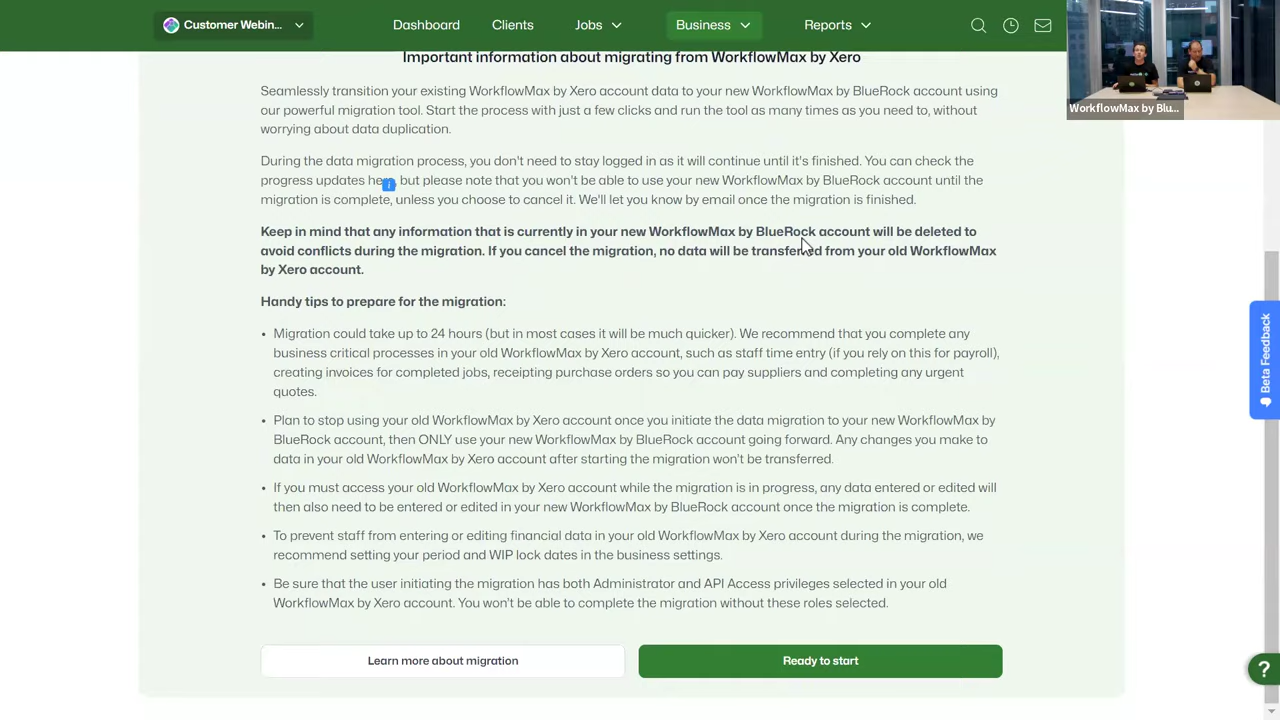 Customer Webin...
Dashboard
Clients
Jobs
Business
Reports
WorkflowMax by Blu...
Important information about migrating from WorkflowMax by Xero
Seamlessly transition your existing WorkflowMax by Xero account data to your new WorkflowMax by BlueRock account using
our powerful migration tool. Start the process with just a few clicks and run the tool as many times as you need to, without
worrying about data duplication.
During the data migration process, you don't need to stay logged in as it will continue until it's finished. You can check the
progress updates here, but please note that you won't be able to use your new WorkflowMax by BlueRock account until the
migration is complete, unless you choose to cancel it. We'll let you know by email once the migration is finished.
Keep in mind that any information that is currently in your new WorkflowMax by BlueRock account will be deleted to
avoid conflicts during the migration. If you cancel the migration, no data will be transferred from your old WorkflowMax
by Xero account.
Handy tips to prepare for the migration:
• Migration could take up to 24 hours (but in most cases it will be much quicker). We recommend that you complete any
business critical processes in your old WorkflowMax by Xero account, such as staff time entry (if you rely on this for payroll),
creating invoices for completed jobs, receipting purchase orders so you can pay suppliers and completing any urgent
quotes.
• Plan to stop using your old WorkflowMax by Xero account once you initiate the data migration to your new WorkflowMax by
BlueRock account, then ONLY use your new WorkflowMax by BlueRock account going forward. Any changes you make to
data in your old WorkflowMax by Xero account after starting the migration won't be transferred.
• If you must access your old WorkflowMax by Xero account while the migration is in progress, any data entered or edited will
then also need to be entered or edited in your new WorkflowMax by BlueRock account once the migration is complete.
• To prevent staff from entering or editing financial data in your old WorkflowMax by Xero account during the migration, we
recommend setting your period and WIP lock dates in the business settings.
• Be sure that the user initiating the migration has both Administrator and API Access privileges selected in your old
WorkflowMax by Xero account. You won't be able to complete the migration without these roles selected.
Learn more about migration
Ready to start
Beta Feedback
?